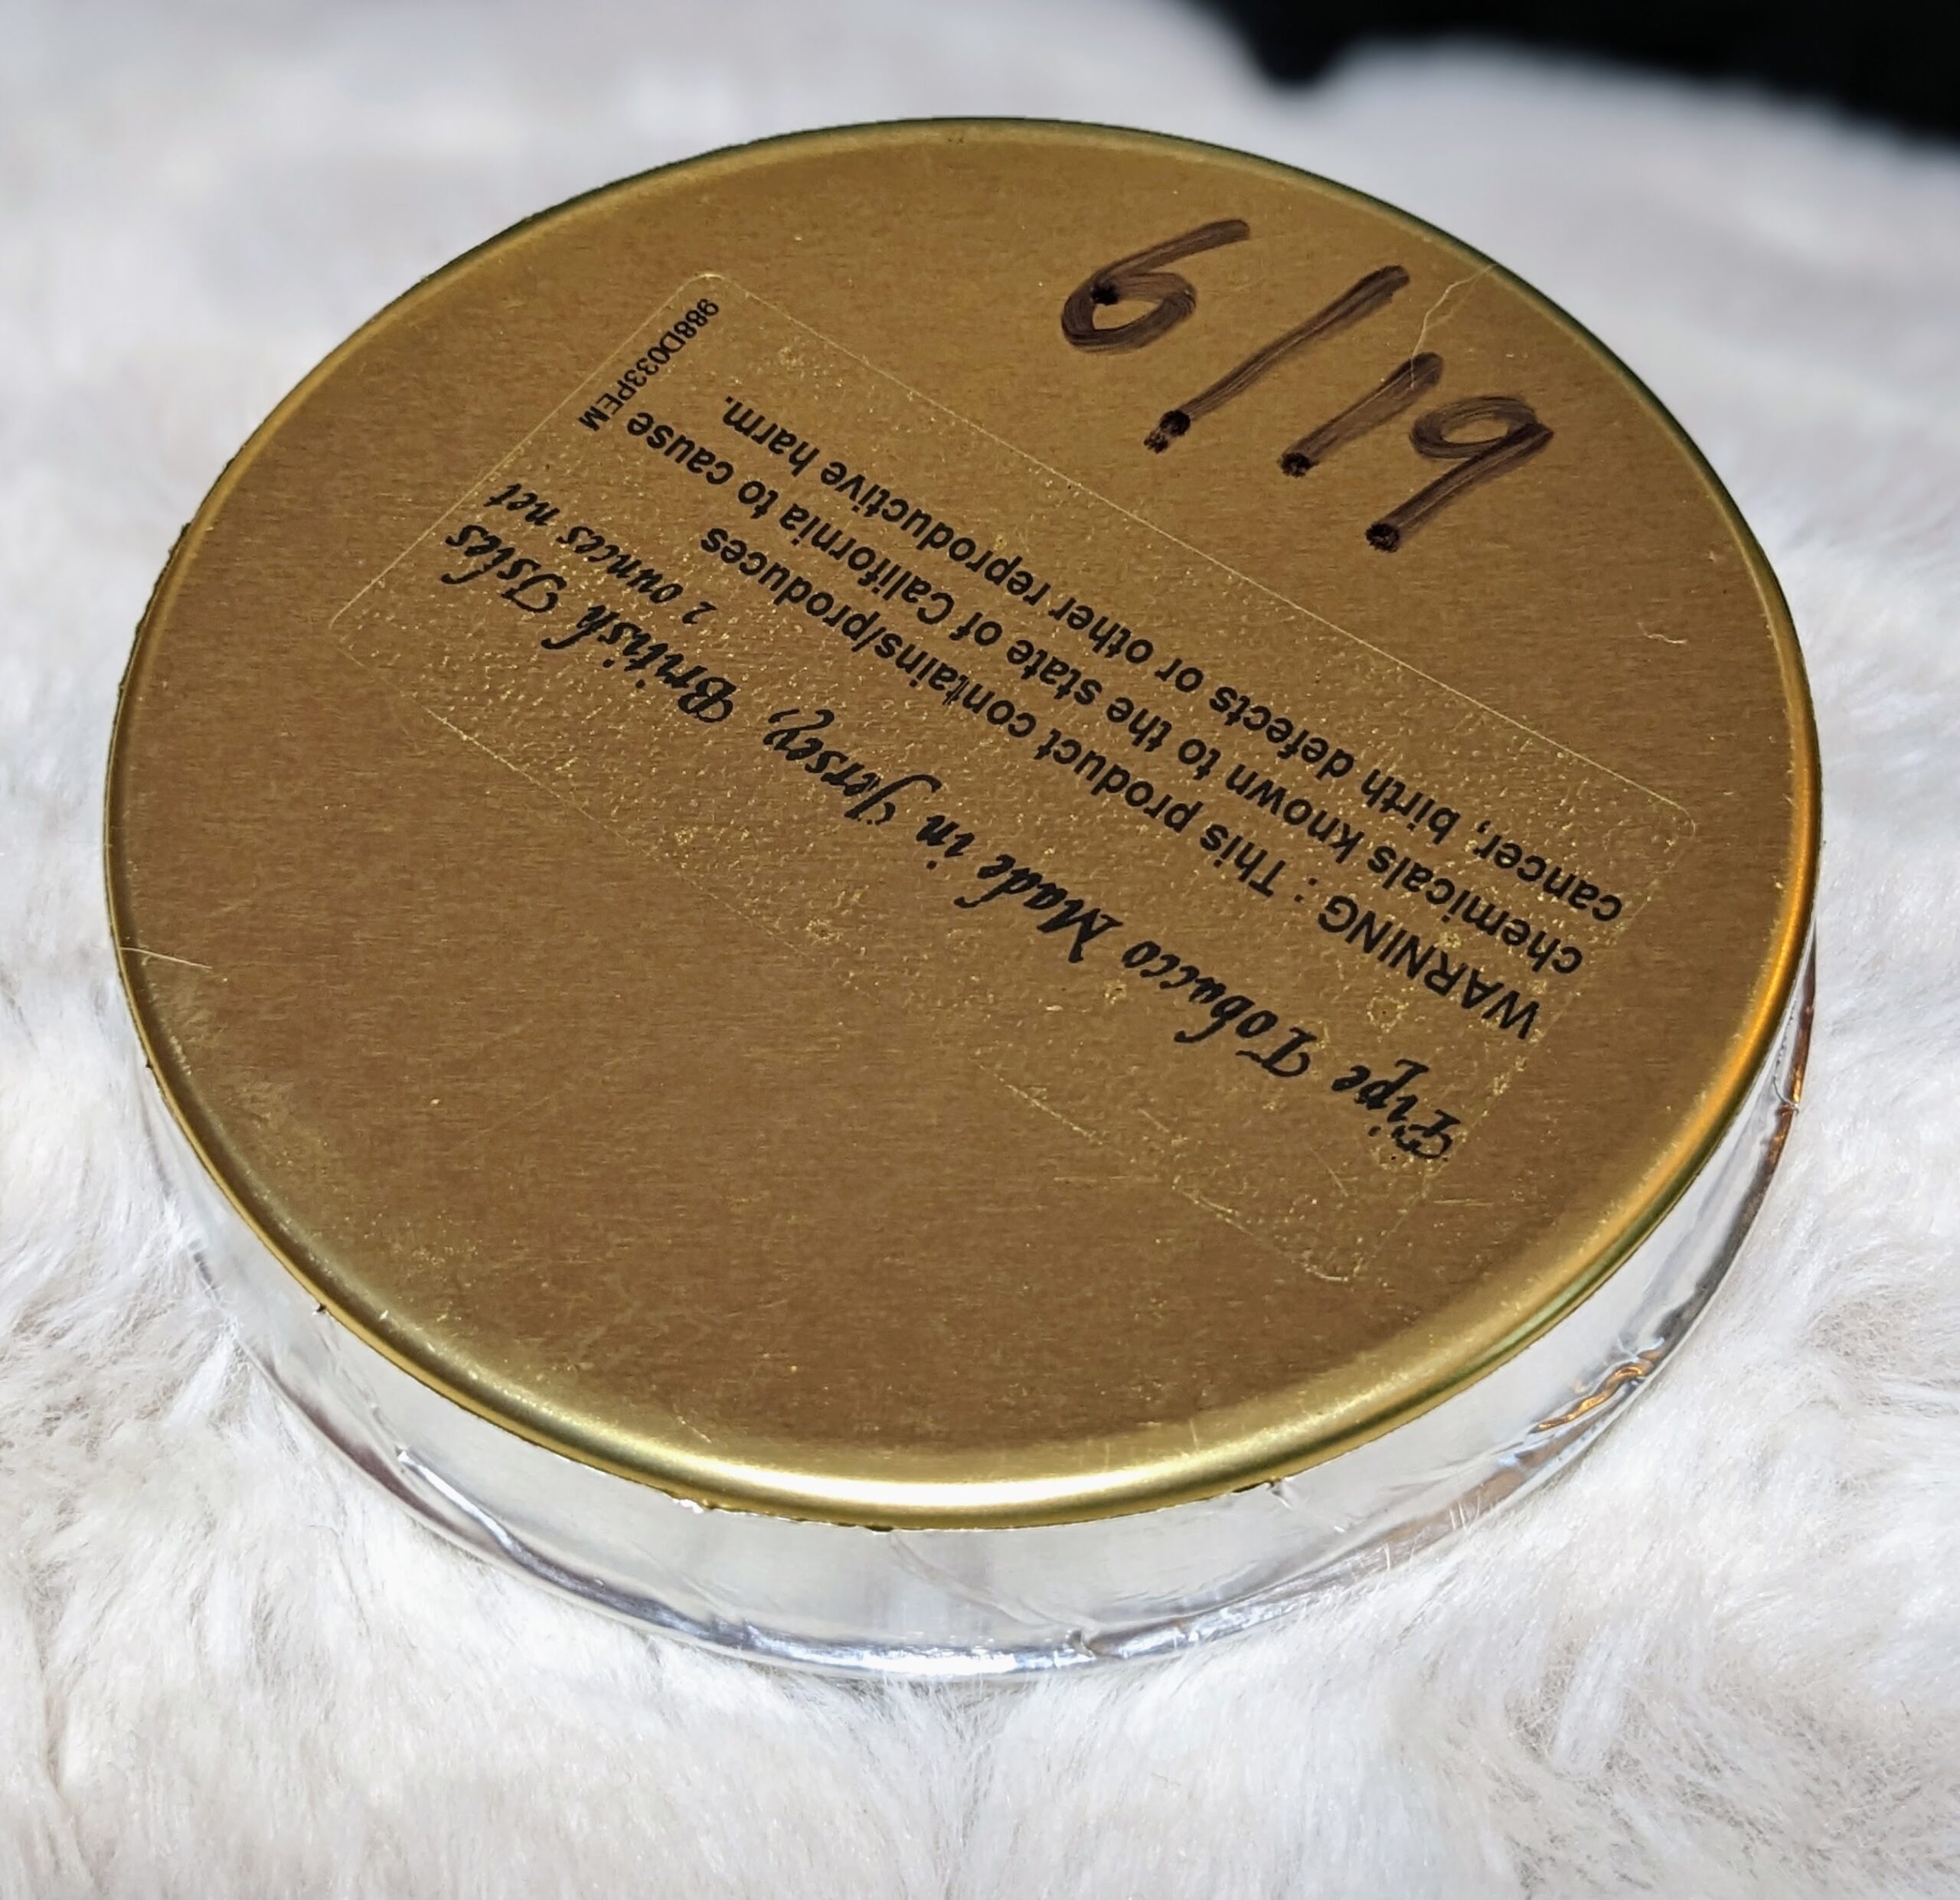 6/19
Pipe Tobacco Made in Jersey, British Isles
2 ounces net
WARNING : This product contains/produces
chemicals known to the state of California to cause
cancer, birth defects or other reproductive harm.
988D033PEM